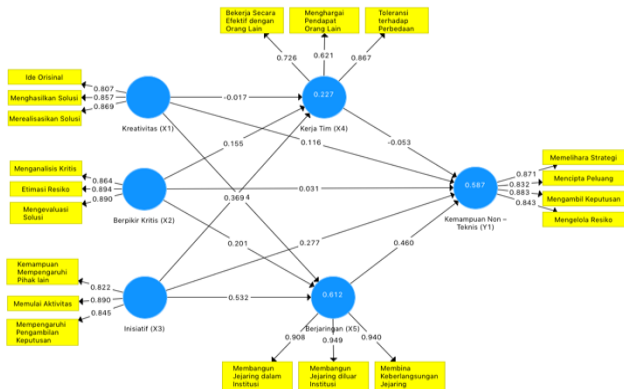 Bekerja Secara
Efektif dengan
Orang Lain
Menghargai
Pendapat
Orang Lain
Toleransi
terhadap
Perbedaan
0.726
0.621
0.867
Ide Orisinal
Menghasilkan Solusi
Merealisasikan Solusi
0.807
0.857
0.869
Kreativitas (X1)
-0.017
0.227
Kerja Tim (X4)
0.155
0.116
-0.053
Menganalisis Kritis
Etimasi Resiko
Mengevaluasi
Solusi
0.864
0.894
0.890
Berpikir Kritis (X2)
0.369
4
0.031
0.201
0.277
0.587
Kemampuan Non –
Teknis (Y1)
0.871
0.832
0.883
0.843
Memelihara Strategi
Mencipta Peluang
Mengambil Keputusan
Mengelola Resiko
0.460
Kemampuan
Mempengaruhi
Pihak lain
Memulai Aktivitas
Mempengaruhi
Pengambilan
Keputusan
0.822
0.890
0.845
Inisiatif (X3)
0.532
0.612
Berjaringan (X5)
0.908
0.949
0.940
Membangun
Jejaring dalam
Institusi
Membangun
Jejaring diluar
Institusi
Membina
Keberlangsungan
Jejaring